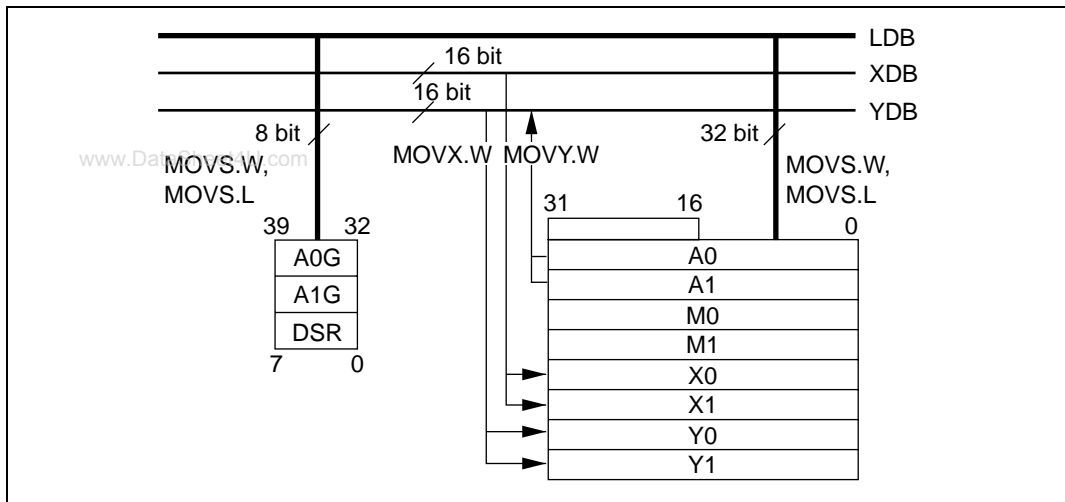 LDB
16 bit
XDB
16 bit
YDB
8 bit
32 bit
www.DataSheet4U.com
MOVX.W MOVY.W
MOVS.W,
MOVS.L
MOVS.W,
MOVS.L
31 16 0
39 32
A0G
A1G
DSR
7 0
A0
A1
M0
M1
X0
X1
Y0
Y1